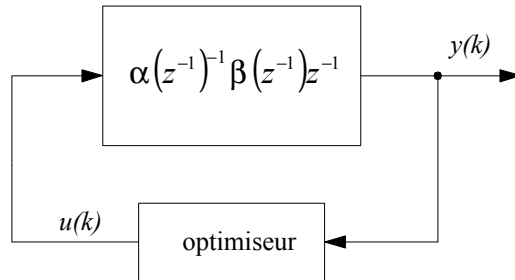 y(k)
α(z⁻¹)⁻¹β(z⁻¹)z⁻¹
u(k)
optimiseur